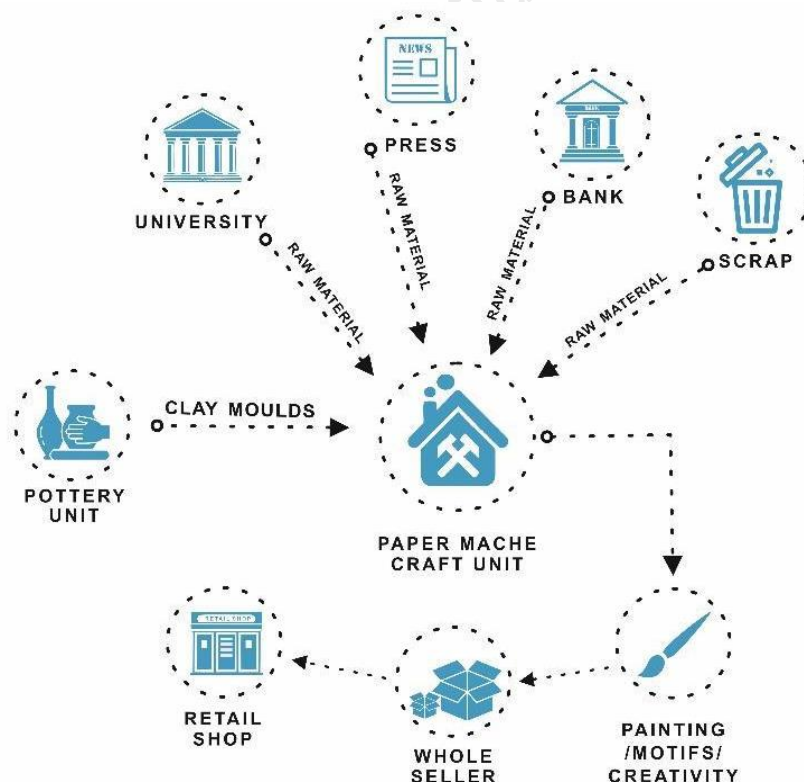 NEWS
PRESS
BANK
UNIVERSITY
BANK
SCRAP
RAW MATERIAL
RAW MATERIAL
RAW MATERIAL
RAW MATERIAL
CLAY MOULDS
POTTERY
UNIT
PAPER MACHE
CRAFT UNIT
RETAIL SHOP
RETAIL
SHOP
WHOLE
SELLER
PAINTING
/MOTIFS/
CREATIVITY